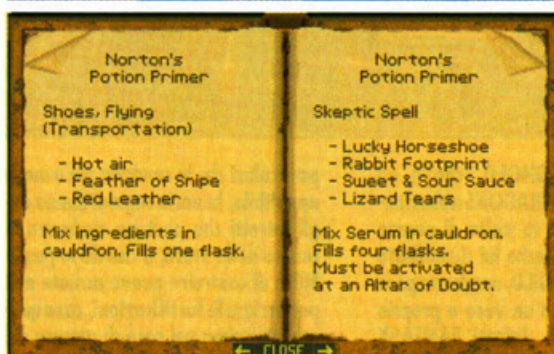 Norton's
Potion Primer
Shoes, Flying
(Transportation)
- Hot air
- Feather of Snipe
- Red Leather
Mix ingredients in
cauldron. Fills one flask.
Norton's
Potion Primer
Skeptic Spell
- Lucky Horseshoe
- Rabbit Footprint
- Sweet & Sour Sauce
- Lizard Tears
Mix Serum in cauldron.
Fills four flasks.
Must be activated
at an Altar of Doubt.
← CLOSE →